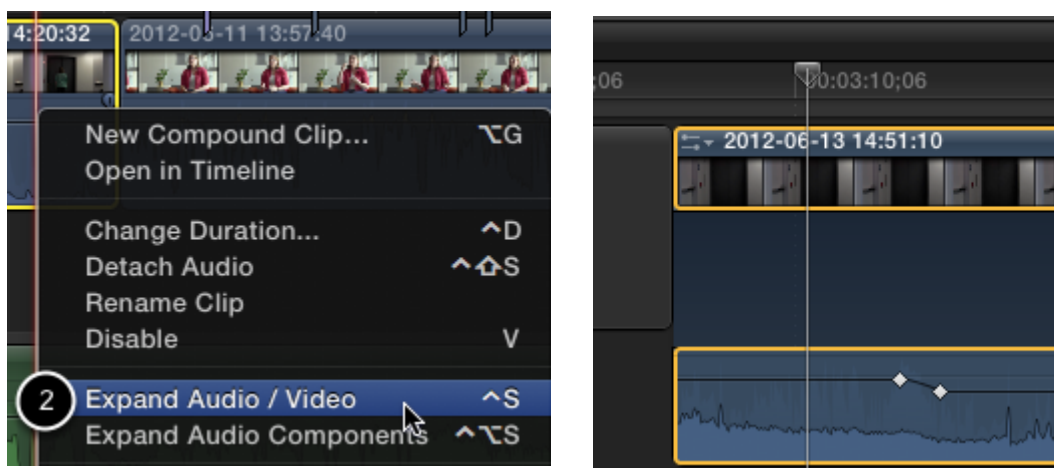 14:20:32
2012-06-11 13:57:40
New Compound Clip... ⌥G
Open in Timeline
Change Duration... ^D
Detach Audio ^⇧S
Rename Clip
Disable V
2 Expand Audio / Video ^S
Expand Audio Components ^⌥S
;06
00:03:10;06
2012-06-13 14:51:10